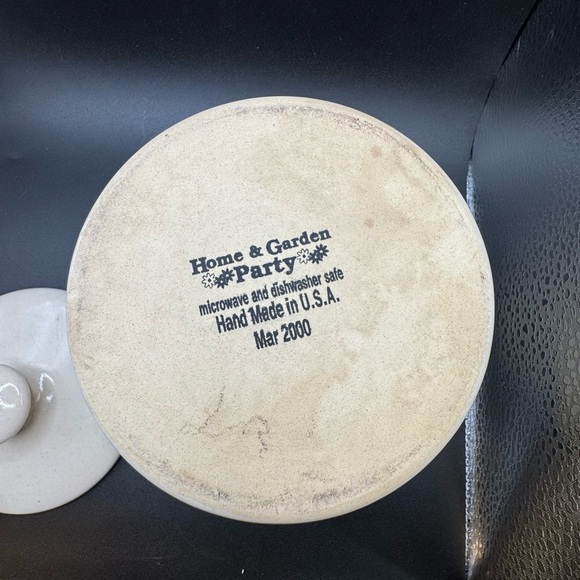 Home & Garden
Party
microwave and dishwasher safe
Hand Made in U.S.A.
Mar 2000